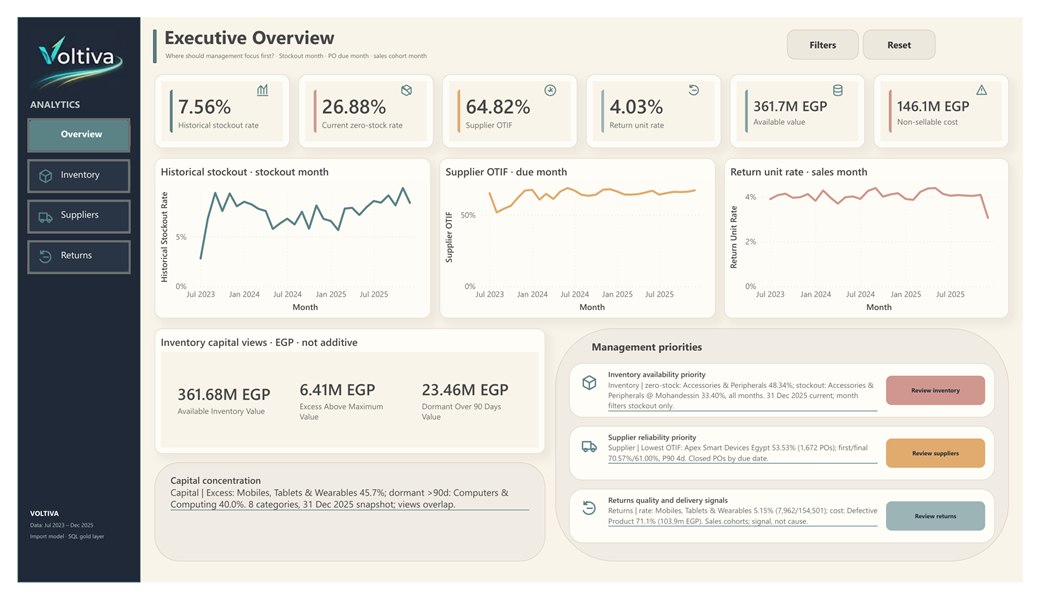 Voltiva
ANALYTICS
Overview
Inventory
Suppliers
Returns
VOLTIVA
Data: Jul 2023 – Dec 2025
Import model · SQL gold layer
Executive Overview
Where should management focus first? · Stockout month · PO due month · sales cohort month
Filters
Reset
7.56%
Historical stockout rate
26.88%
Current zero-stock rate
64.82%
Supplier OTIF
4.03%
Return unit rate
361.7M EGP
Available value
146.1M EGP
Non-sellable cost
Historical stockout · stockout month
Historical Stockout Rate
5%
0%
Jul 2023
Jan 2024
Jul 2024
Jan 2025
Jul 2025
Month
Supplier OTIF · due month
Supplier OTIF
50%
0%
Jul 2023
Jan 2024
Jul 2024
Jan 2025
Jul 2025
Month
Return unit rate · sales month
Return Unit Rate
4%
2%
0%
Jul 2023
Jan 2024
Jul 2024
Jan 2025
Jul 2025
Month
Inventory capital views · EGP · not additive
361.68M EGP
Available Inventory Value
6.41M EGP
Excess Above Maximum
Value
23.46M EGP
Dormant Over 90 Days
Value
Capital concentration
Capital | Excess: Mobiles, Tablets & Wearables 45.7%; dormant >90d: Computers &
Computing 40.0%. 8 categories, 31 Dec 2025 snapshot; views overlap.
Management priorities
Inventory availability priority
Inventory | zero-stock: Accessories & Peripherals 48.34%; stockout: Accessories &
Peripherals @ Mohandessin 33.40%, all months. 31 Dec 2025 current; month
filters stockout only.
Review inventory
Supplier reliability priority
Supplier | Lowest OTIF: Apex Smart Devices Egypt 53.53% (1,672 POs); first/final
70.57%/61.00%, P90 4d. Closed POs by due date.
Review suppliers
Returns quality and delivery signals
Returns | rate: Mobiles, Tablets & Wearables 5.15% (7,962/154,501); cost: Defective
Product 71.1% (103.9m EGP). Sales cohorts; signal, not cause.
Review returns